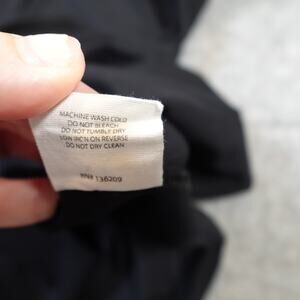 MACHINE WASH COLD
DO NOT BLEACH
DO NOT TUMBLE DRY
LOW IRON ON REVERSE
DO NOT DRY CLEAN
RN# 136209